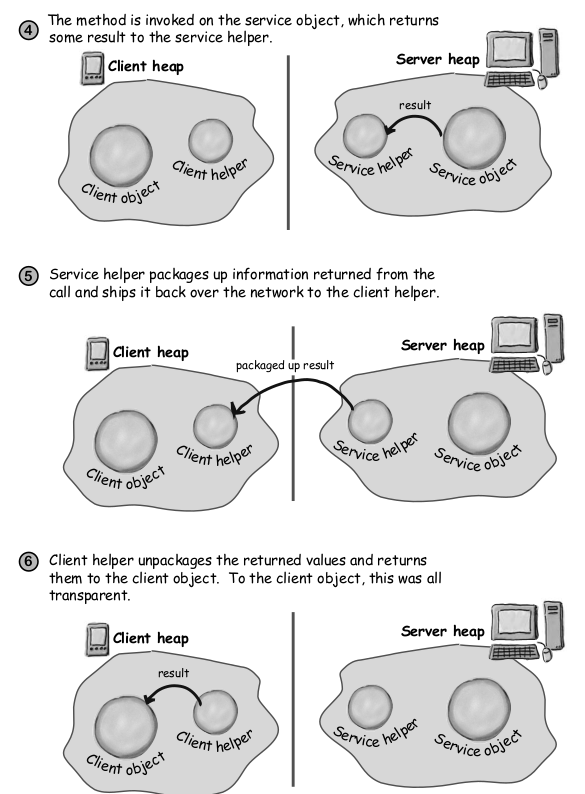 4 The method is invoked on the service object, which returns
some result to the service helper.
Client heap
Server heap
result
Client object
Client helper
Service helper
Service object
5 Service helper packages up information returned from the
call and ships it back over the network to the client helper.
Client heap
Server heap
packaged up result
Client object
Client helper
Service helper
Service object
6 Client helper unpackages the returned values and returns
them to the client object. To the client object, this was all
transparent.
Client heap
Server heap
result
Client object
Client helper
Service helper
Service object